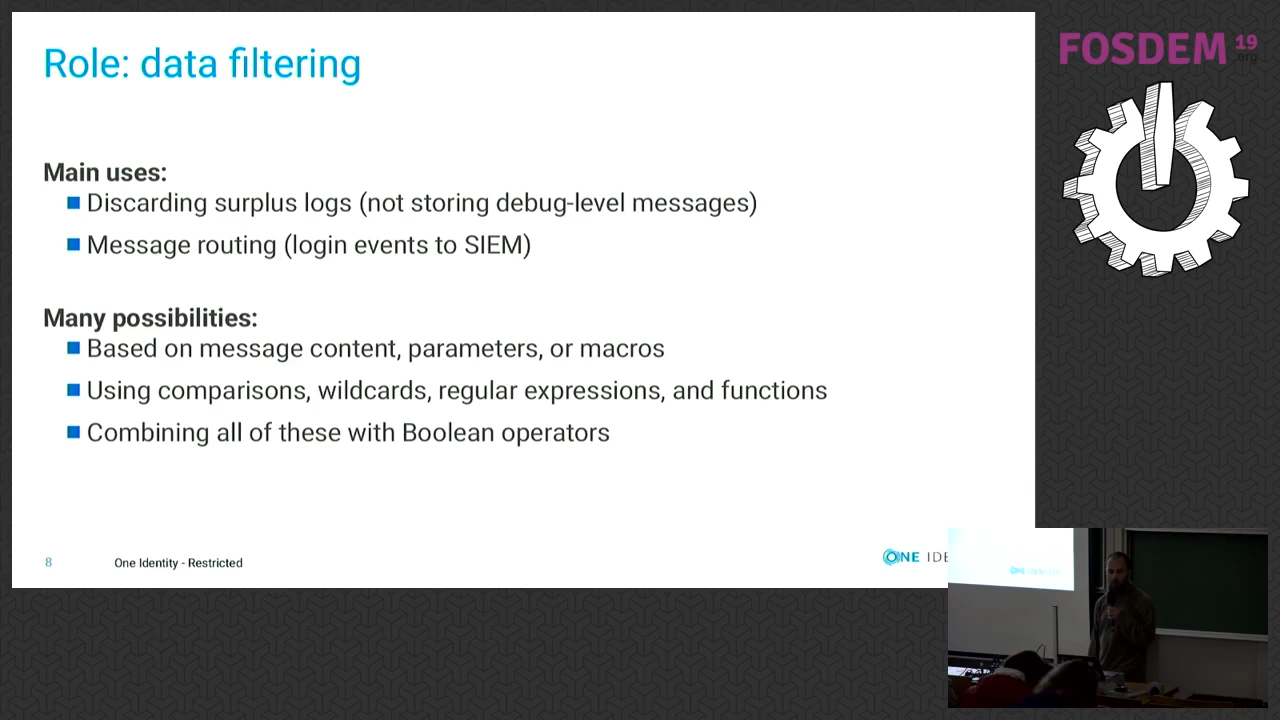 Role: data filtering
Main uses:
Discarding surplus logs (not storing debug-level messages)
Message routing (login events to SIEM)
Many possibilities:
Based on message content, parameters, or macros
Using comparisons, wildcards, regular expressions, and functions
Combining all of these with Boolean operators
8
One Identity - Restricted
ONE IDE
FOSDEM 19
.org